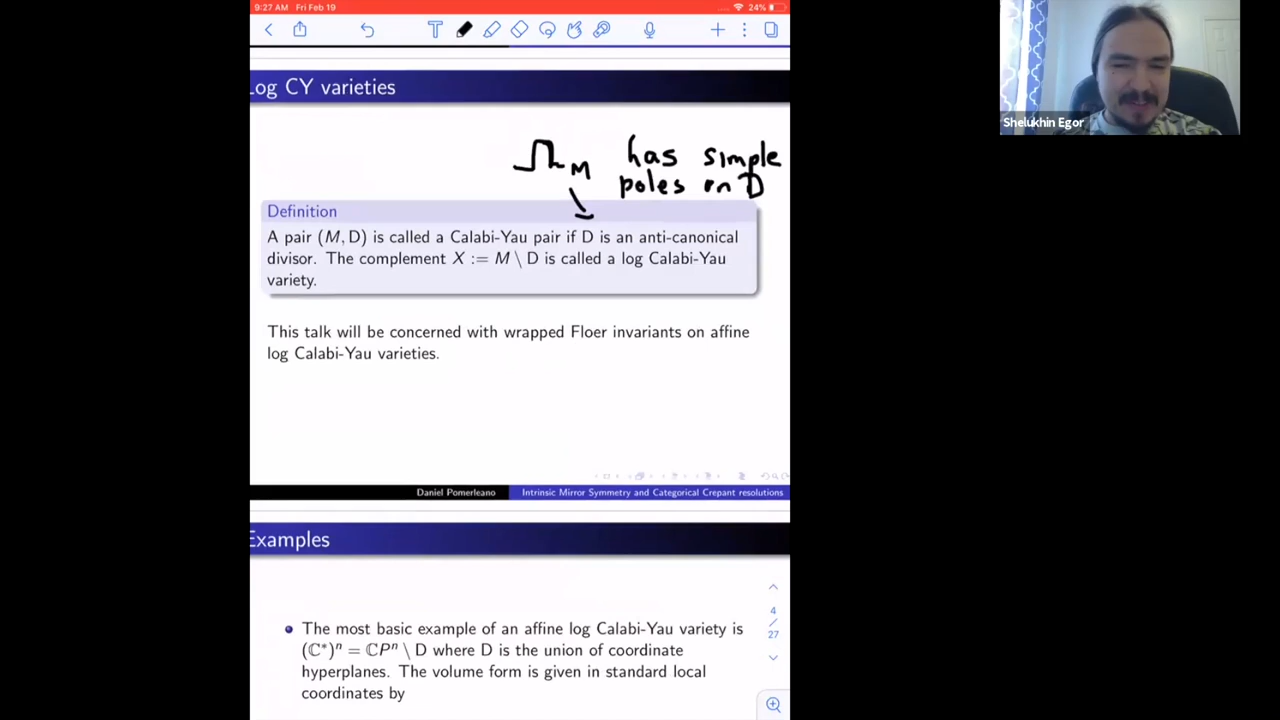 9:27 AM Fri Feb 19
24%
Log CY varieties
Ω_M has simple
poles on D
Definition
A pair (M, D) is called a Calabi-Yau pair if D is an anti-canonical
divisor. The complement X := M \ D is called a log Calabi-Yau
variety.
This talk will be concerned with wrapped Floer invariants on affine
log Calabi-Yau varieties.
Daniel Pomerleano Intrinsic Mirror Symmetry and Categorical Crepant resolutions
Examples
The most basic example of an affine log Calabi-Yau variety is
(ℂ*)ⁿ = ℂPⁿ \ D where D is the union of coordinate
hyperplanes. The volume form is given in standard local
coordinates by
4
/
27
Shelukhin Egor